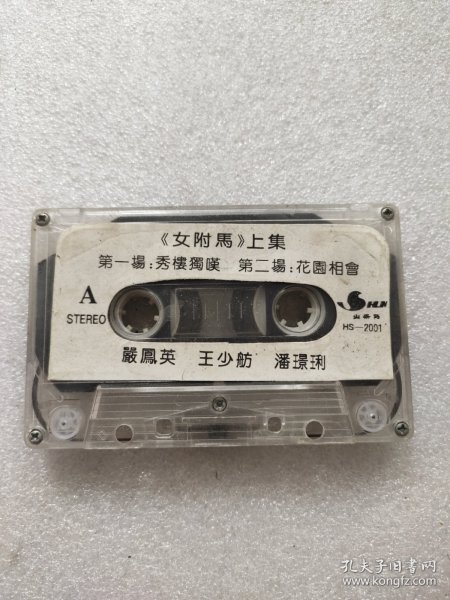 《女附馬》上集
第一場:秀樓獨嘆 第二場:花園相會
A
STEREO
HS—2001
嚴鳳英 王少舫 潘璟琍
孔夫子旧书网
www.kongfz.com